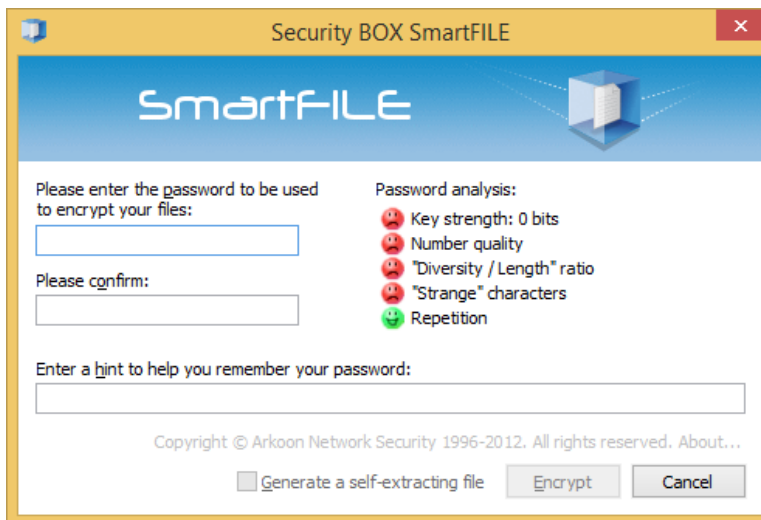 Security BOX SmartFILE
SmartFILE
Please enter the password to be used
to encrypt your files:
Please confirm:
Password analysis:
Key strength: 0 bits
Number quality
"Diversity / Length" ratio
"Strange" characters
Repetition
Enter a hint to help you remember your password:
Copyright © Arkoon Network Security 1996-2012. All rights reserved. About...
Generate a self-extracting file
Encrypt
Cancel